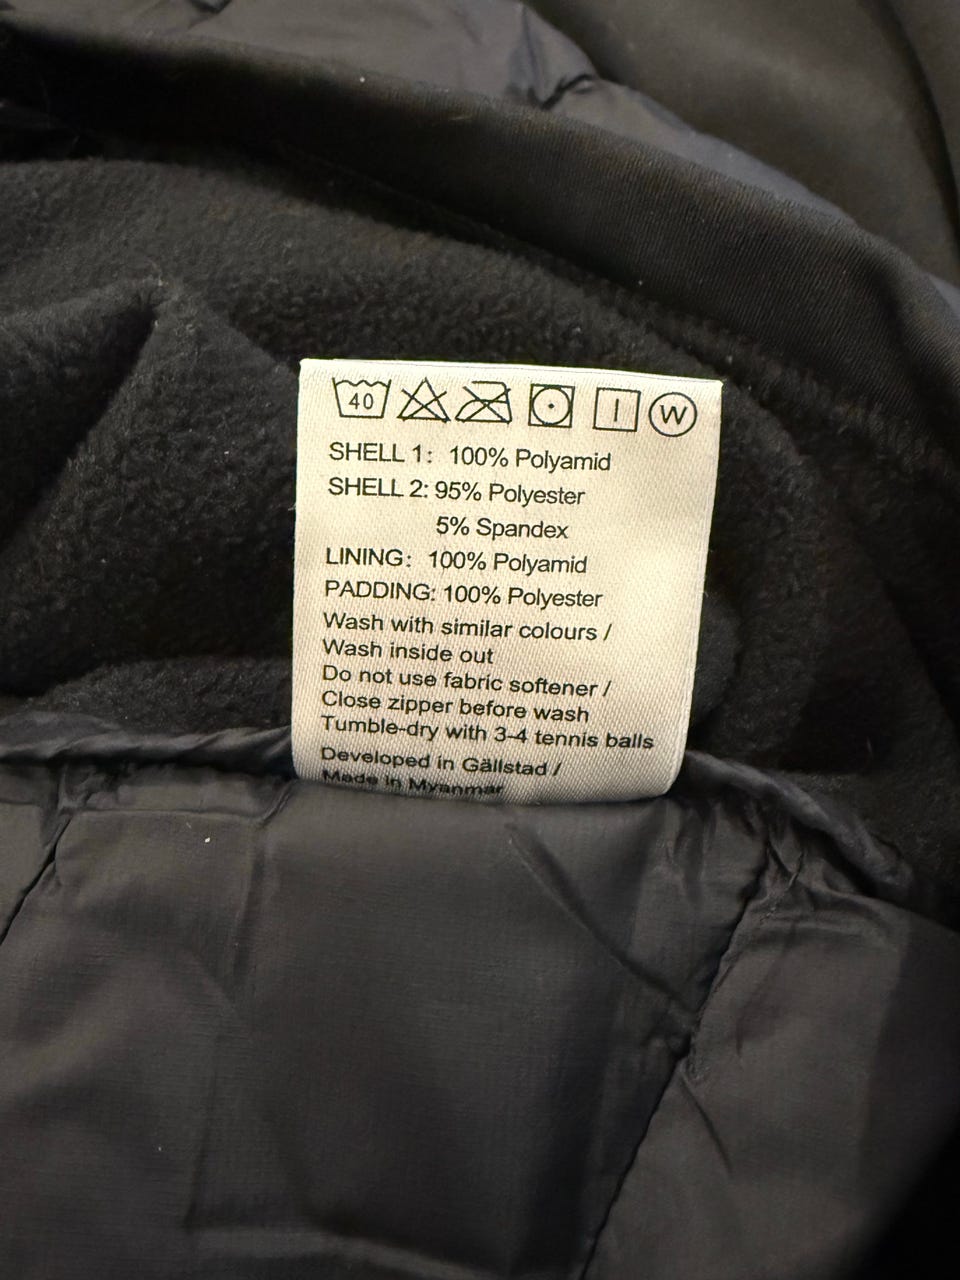 40 W
SHELL 1: 100% Polyamid
SHELL 2: 95% Polyester
5% Spandex
LINING: 100% Polyamid
PADDING: 100% Polyester
Wash with similar colours /
Wash inside out
Do not use fabric softener /
Close zipper before wash
Tumble-dry with 3-4 tennis balls
Developed in Gällstad /
Made in Myanmar